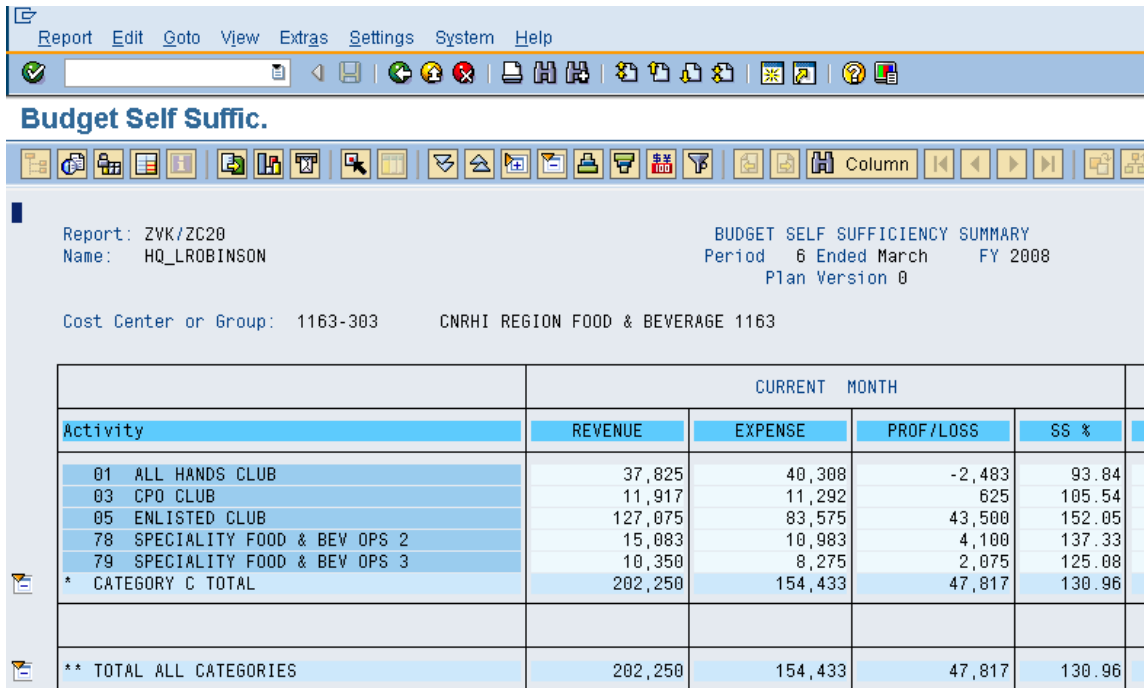 Report Edit Goto View Extras Settings System Help
Budget Self Suffic.
Column
Report: ZVK/ZC20 BUDGET SELF SUFFICIENCY SUMMARY
Name: HQ_LROBINSON Period 6 Ended March FY 2008
Plan Version 0
Cost Center or Group: 1163-303 CNRHI REGION FOOD & BEVERAGE 1163
CURRENT MONTH
Activity REVENUE EXPENSE PROF/LOSS SS %
01 ALL HANDS CLUB 37,825 40,308 -2,483 93.84
03 CPO CLUB 11,917 11,292 625 105.54
05 ENLISTED CLUB 127,075 83,575 43,500 152.05
78 SPECIALITY FOOD & BEV OPS 2 15,083 10,983 4,100 137.33
79 SPECIALITY FOOD & BEV OPS 3 10,350 8,275 2,075 125.08
* CATEGORY C TOTAL 202,250 154,433 47,817 130.96
** TOTAL ALL CATEGORIES 202,250 154,433 47,817 130.96